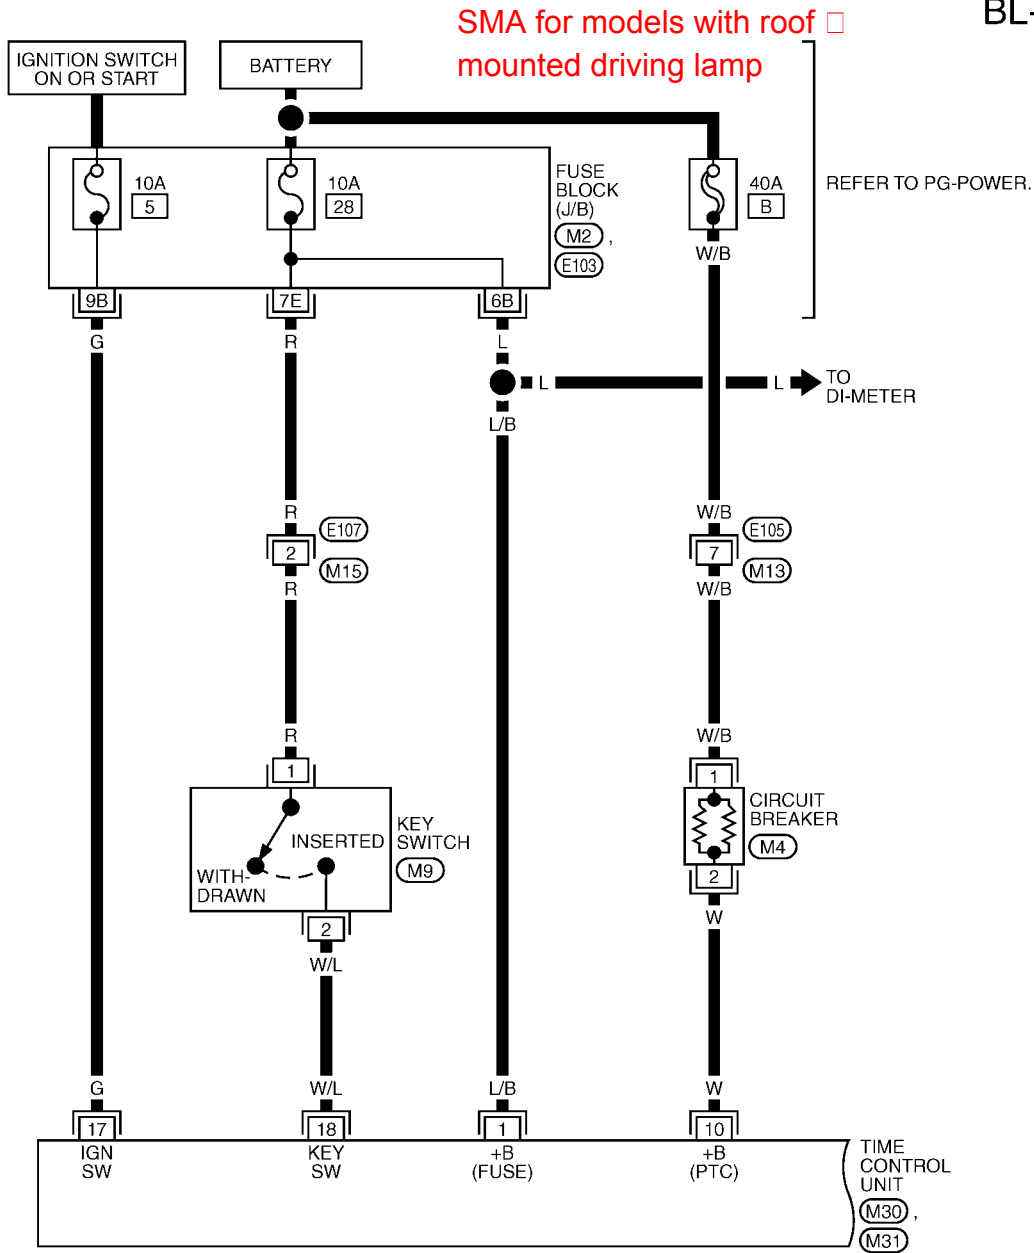 SMA for models with roof □
mounted driving lamp
BL-
IGNITION SWITCH
ON OR START
BATTERY
10A
5
10A
28
FUSE
BLOCK
(J/B)
M2 ,
E103
40A
B
REFER TO PG-POWER.
W/B
9B
7E
6B
G
R
L
L
L
TO
DI-METER
L/B
R
E107
2
M15
R
W/B
E105
7
M13
W/B
R
1
W/B
1
INSERTED
WITH-
DRAWN
KEY
SWITCH
M9
CIRCUIT
BREAKER
M4
2
W/L
2
W
G
W/L
L/B
W
17
18
1
10
IGN
SW
KEY
SW
+B
(FUSE)
+B
(PTC)
TIME
CONTROL
UNIT
M30 ,
M31